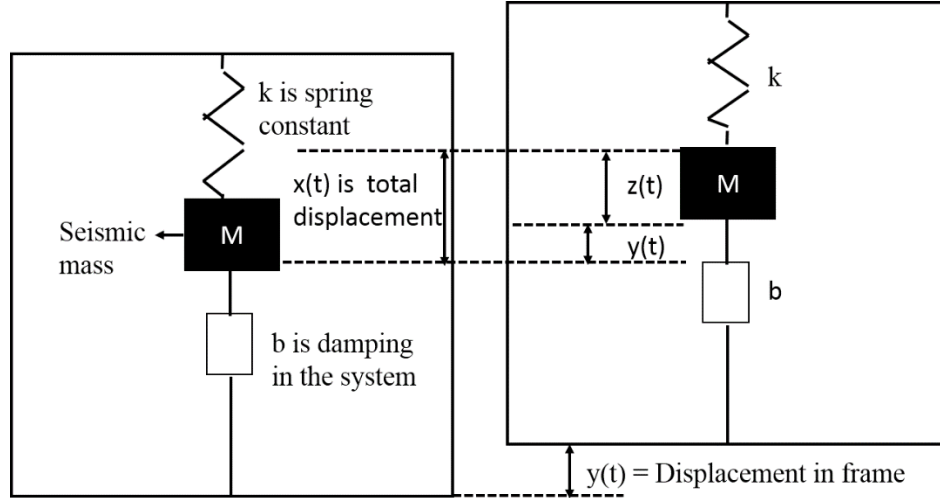 k is spring
constant
x(t) is total
displacement
Seismic
mass
M
b is damping
in the system
k
M
z(t)
y(t)
b
y(t) = Displacement in frame